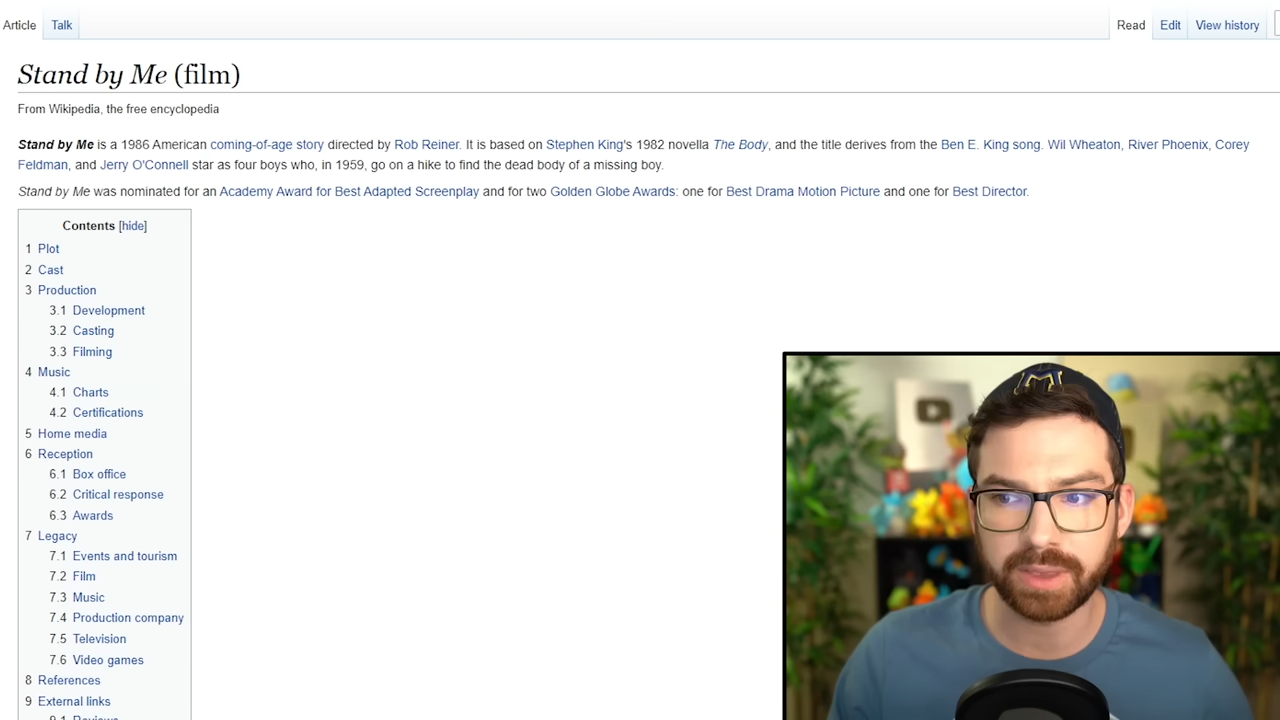 Article Talk Read Edit View history
Stand by Me (film)
From Wikipedia, the free encyclopedia
Stand by Me is a 1986 American coming-of-age story directed by Rob Reiner. It is based on Stephen King's 1982 novella The Body, and the title derives from the Ben E. King song. Wil Wheaton, River Phoenix, Corey
Feldman, and Jerry O'Connell star as four boys who, in 1959, go on a hike to find the dead body of a missing boy.
Stand by Me was nominated for an Academy Award for Best Adapted Screenplay and for two Golden Globe Awards: one for Best Drama Motion Picture and one for Best Director.
Contents [hide]
1 Plot
2 Cast
3 Production
3.1 Development
3.2 Casting
3.3 Filming
4 Music
4.1 Charts
4.2 Certifications
5 Home media
6 Reception
6.1 Box office
6.2 Critical response
6.3 Awards
7 Legacy
7.1 Events and tourism
7.2 Film
7.3 Music
7.4 Production company
7.5 Television
7.6 Video games
8 References
9 External links
9.1 Reviews
M